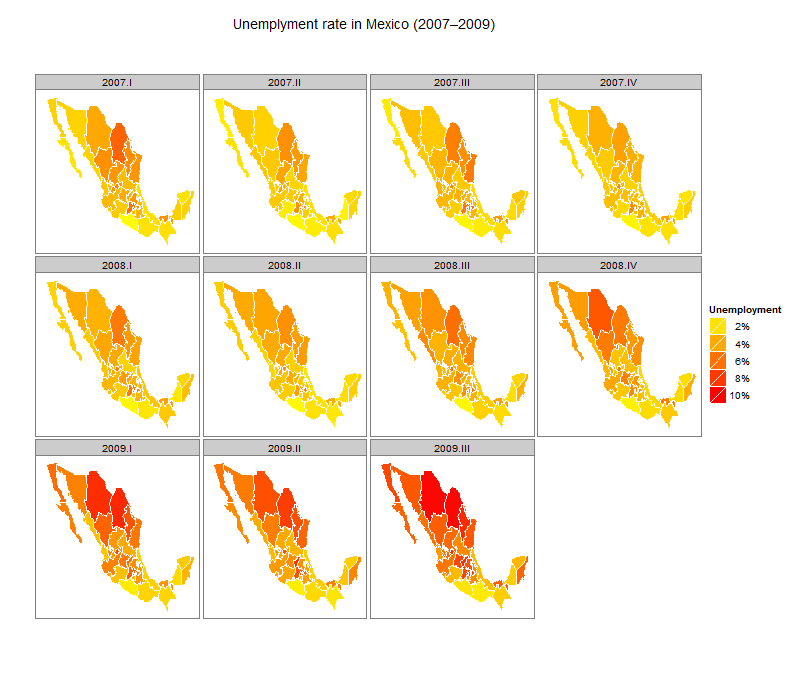 Unemplyment rate in Mexico (2007–2009)
2007.I
2007.II
2007.III
2007.IV
2008.I
2008.II
2008.III
2008.IV
Unemployment
2%
4%
6%
8%
10%
2009.I
2009.II
2009.III